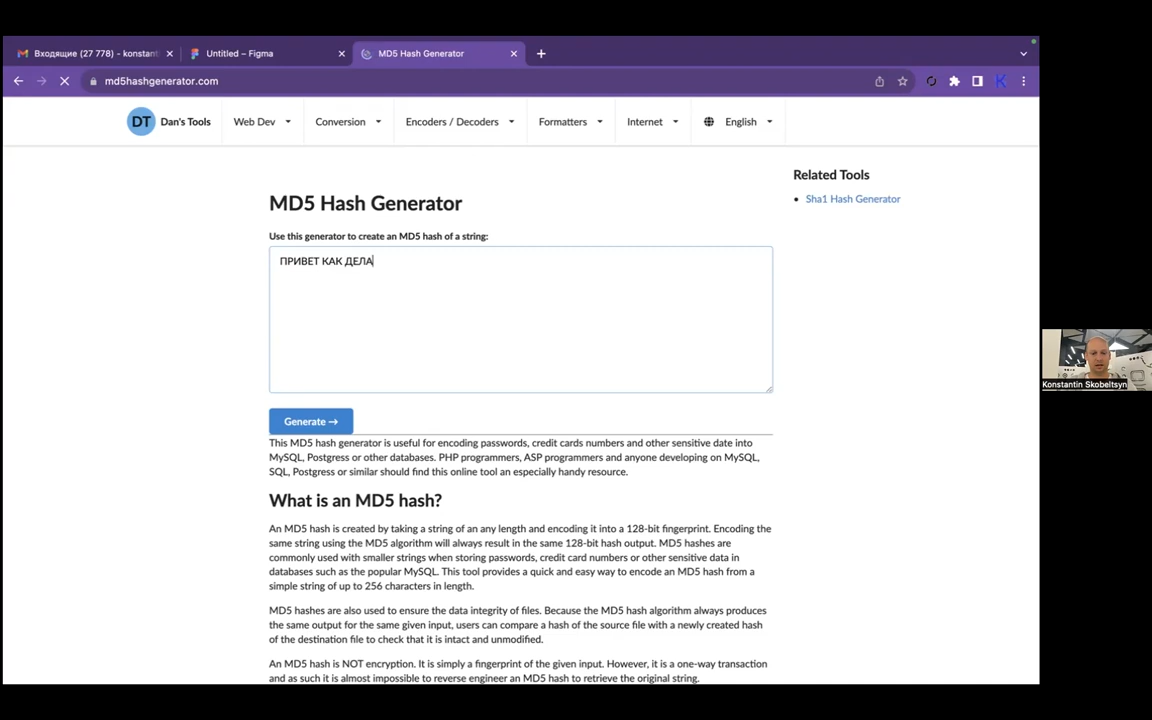 Входящие (27 778) - konstant
Untitled – Figma
MD5 Hash Generator
md5hashgenerator.com
DT Dan's Tools
Web Dev
Conversion
Encoders / Decoders
Formatters
Internet
English
MD5 Hash Generator
Use this generator to create an MD5 hash of a string:
ПРИВЕТ КАК ДЕЛА
Generate →
This MD5 hash generator is useful for encoding passwords, credit cards numbers and other sensitive date into
MySQL, Postgress or other databases. PHP programmers, ASP programmers and anyone developing on MySQL,
SQL, Postgress or similar should find this online tool an especially handy resource.
What is an MD5 hash?
An MD5 hash is created by taking a string of an any length and encoding it into a 128-bit fingerprint. Encoding the
same string using the MD5 algorithm will always result in the same 128-bit hash output. MD5 hashes are
commonly used with smaller strings when storing passwords, credit card numbers or other sensitive data in
databases such as the popular MySQL. This tool provides a quick and easy way to encode an MD5 hash from a
simple string of up to 256 characters in length.
MD5 hashes are also used to ensure the data integrity of files. Because the MD5 hash algorithm always produces
the same output for the same given input, users can compare a hash of the source file with a newly created hash
of the destination file to check that it is intact and unmodified.
An MD5 hash is NOT encryption. It is simply a fingerprint of the given input. However, it is a one-way transaction
and as such it is almost impossible to reverse engineer an MD5 hash to retrieve the original string.
Related Tools
Sha1 Hash Generator
Konstantin Skobeltsyn